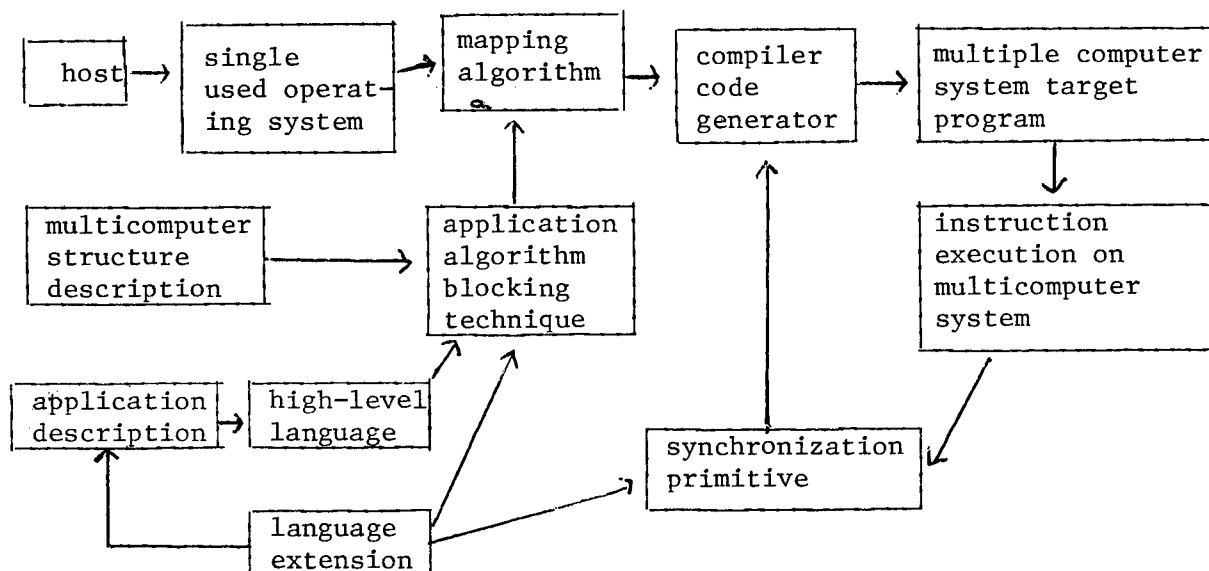 host
single
used operat-
ing system
mapping
algorithm
compiler
code
generator
multiple computer
system target
program
multicomputer
structure
description
application
algorithm
blocking
technique
instruction
execution on
multicomputer
system
application
description
high-level
language
synchronization
primitive
language
extension